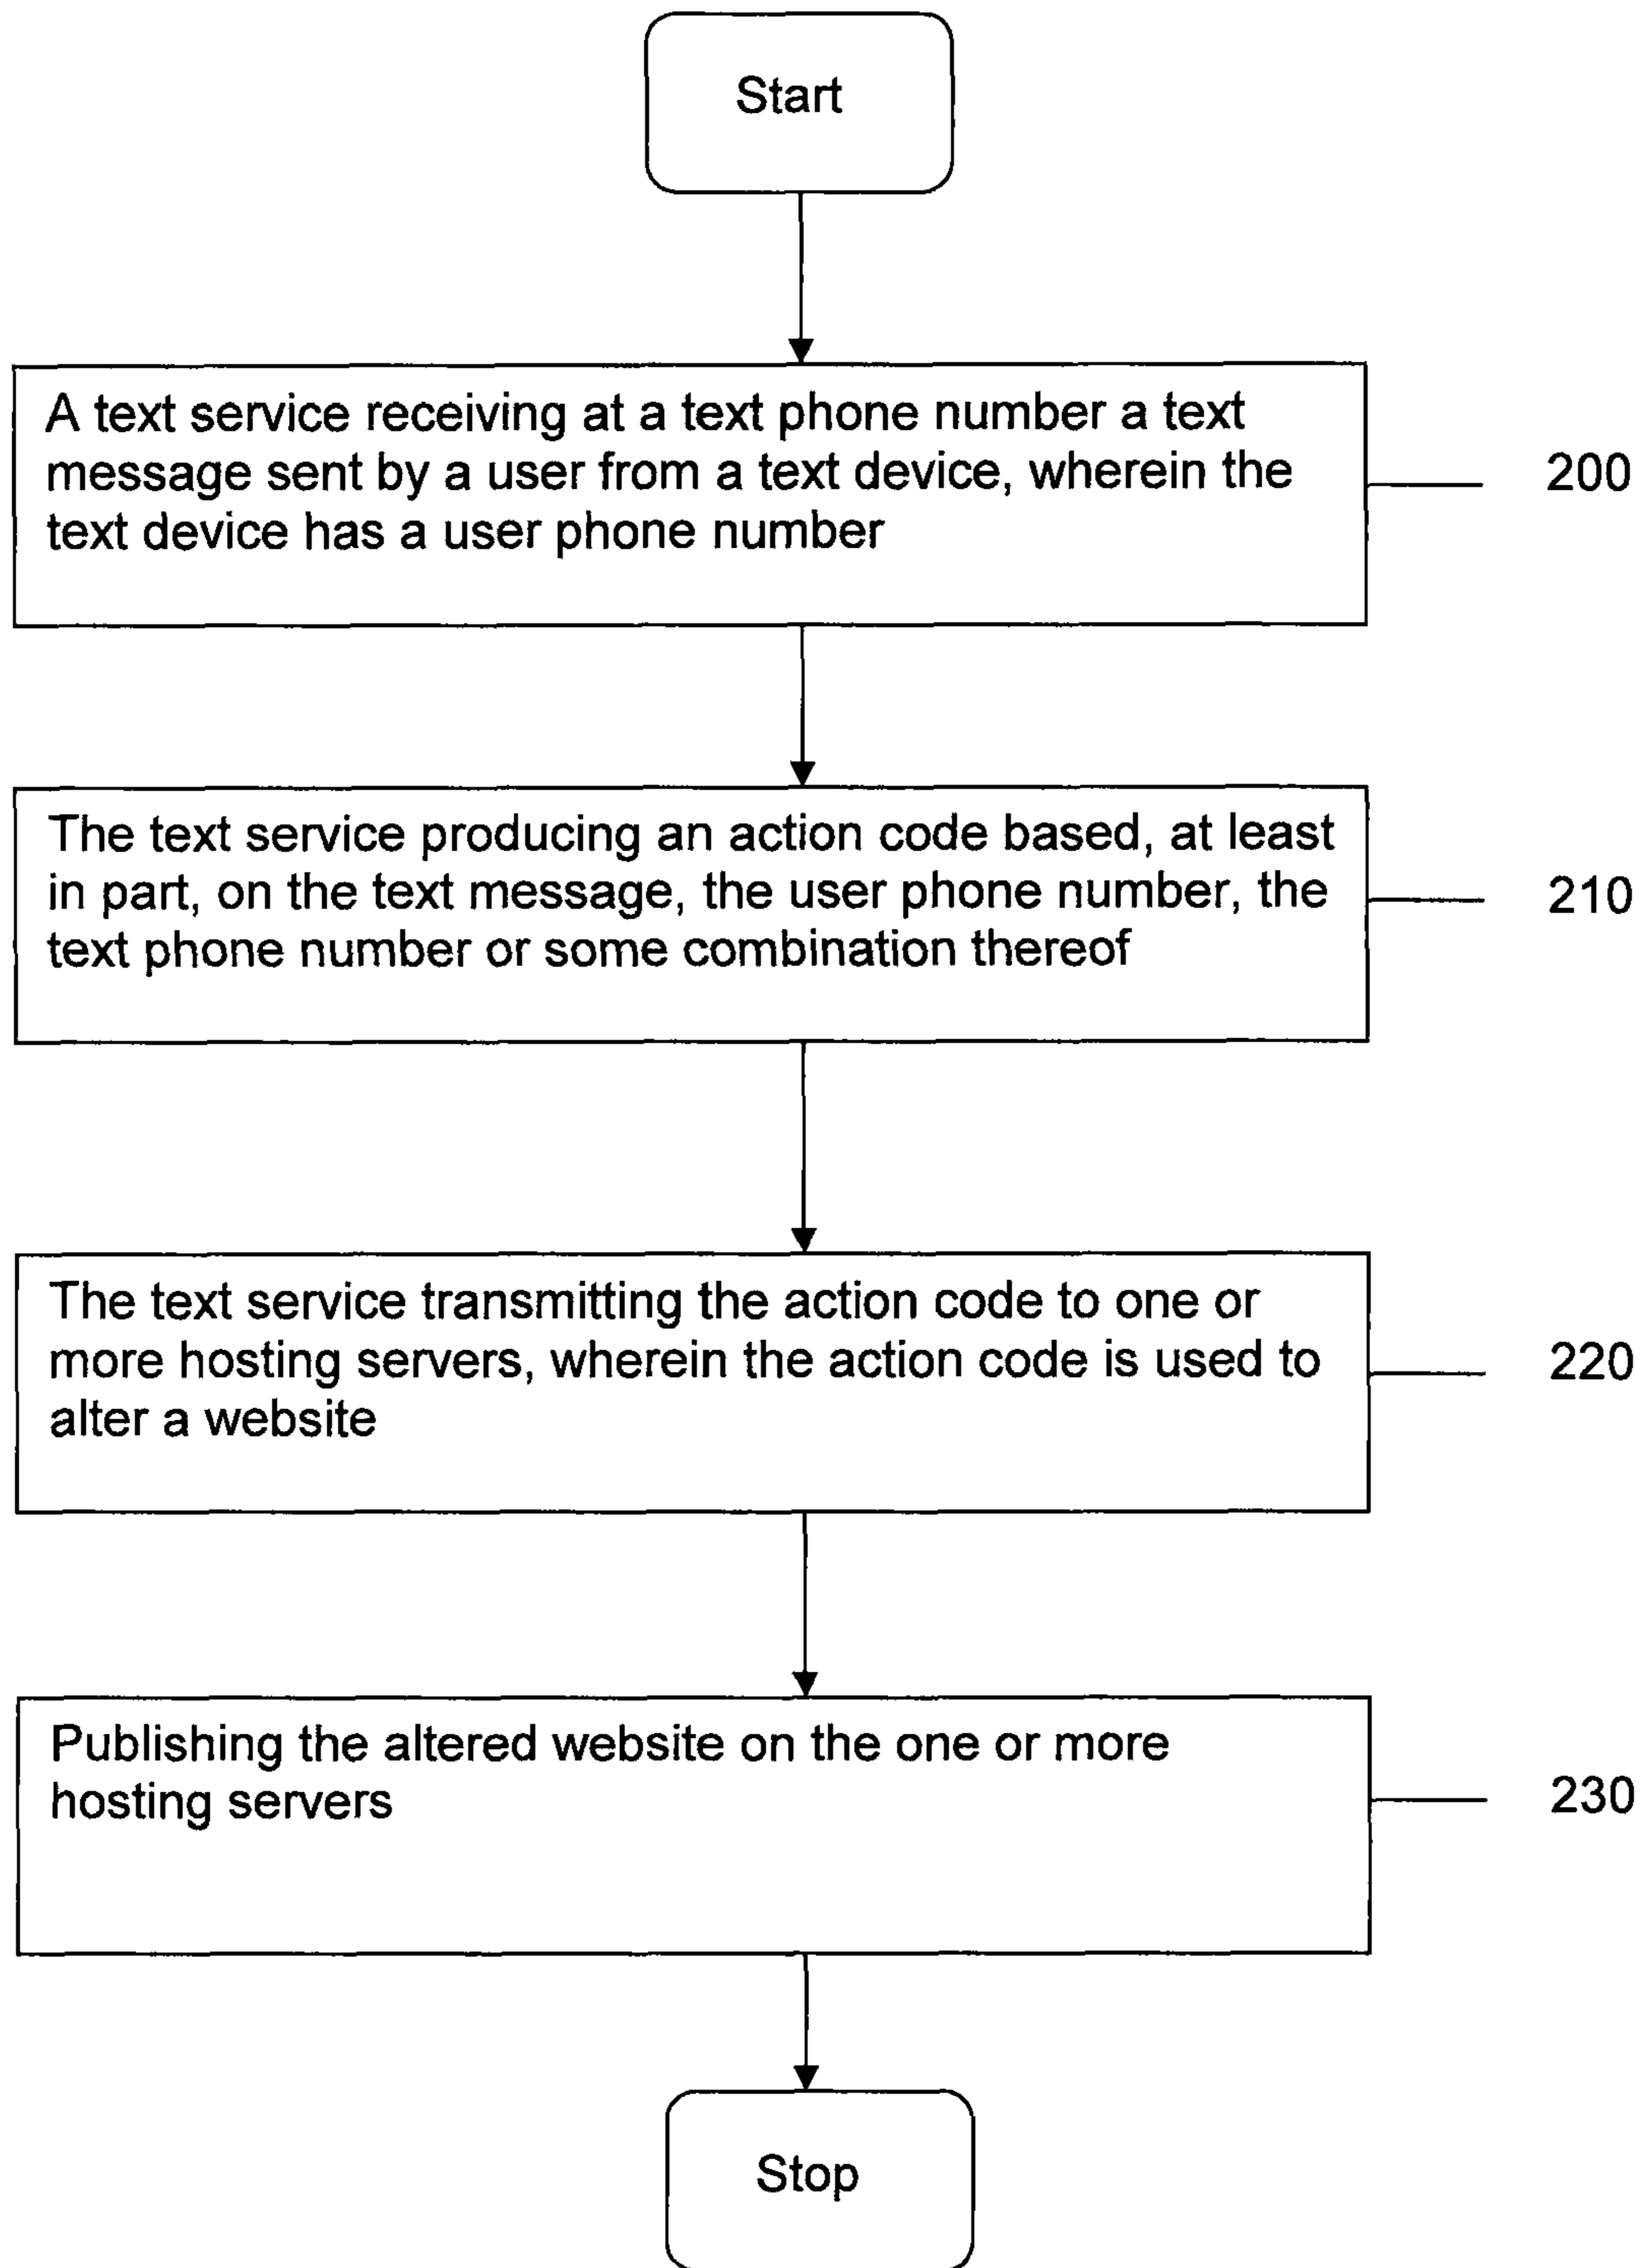 Start
A text service receiving at a text phone number a text
message sent by a user from a text device, wherein the
text device has a user phone number
200
The text service producing an action code based, at least
in part, on the text message, the user phone number, the
text phone number or some combination thereof
210
The text service transmitting the action code to one or
more hosting servers, wherein the action code is used to
alter a website
220
Publishing the altered website on the one or more
hosting servers
230
Stop